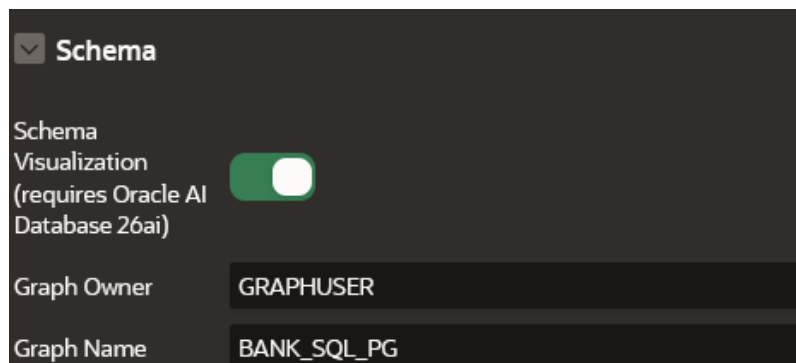 Schema
Schema
Visualization
(requires Oracle AI
Database 26ai)
Graph Owner
GRAPHUSER
Graph Name
BANK_SQL_PG